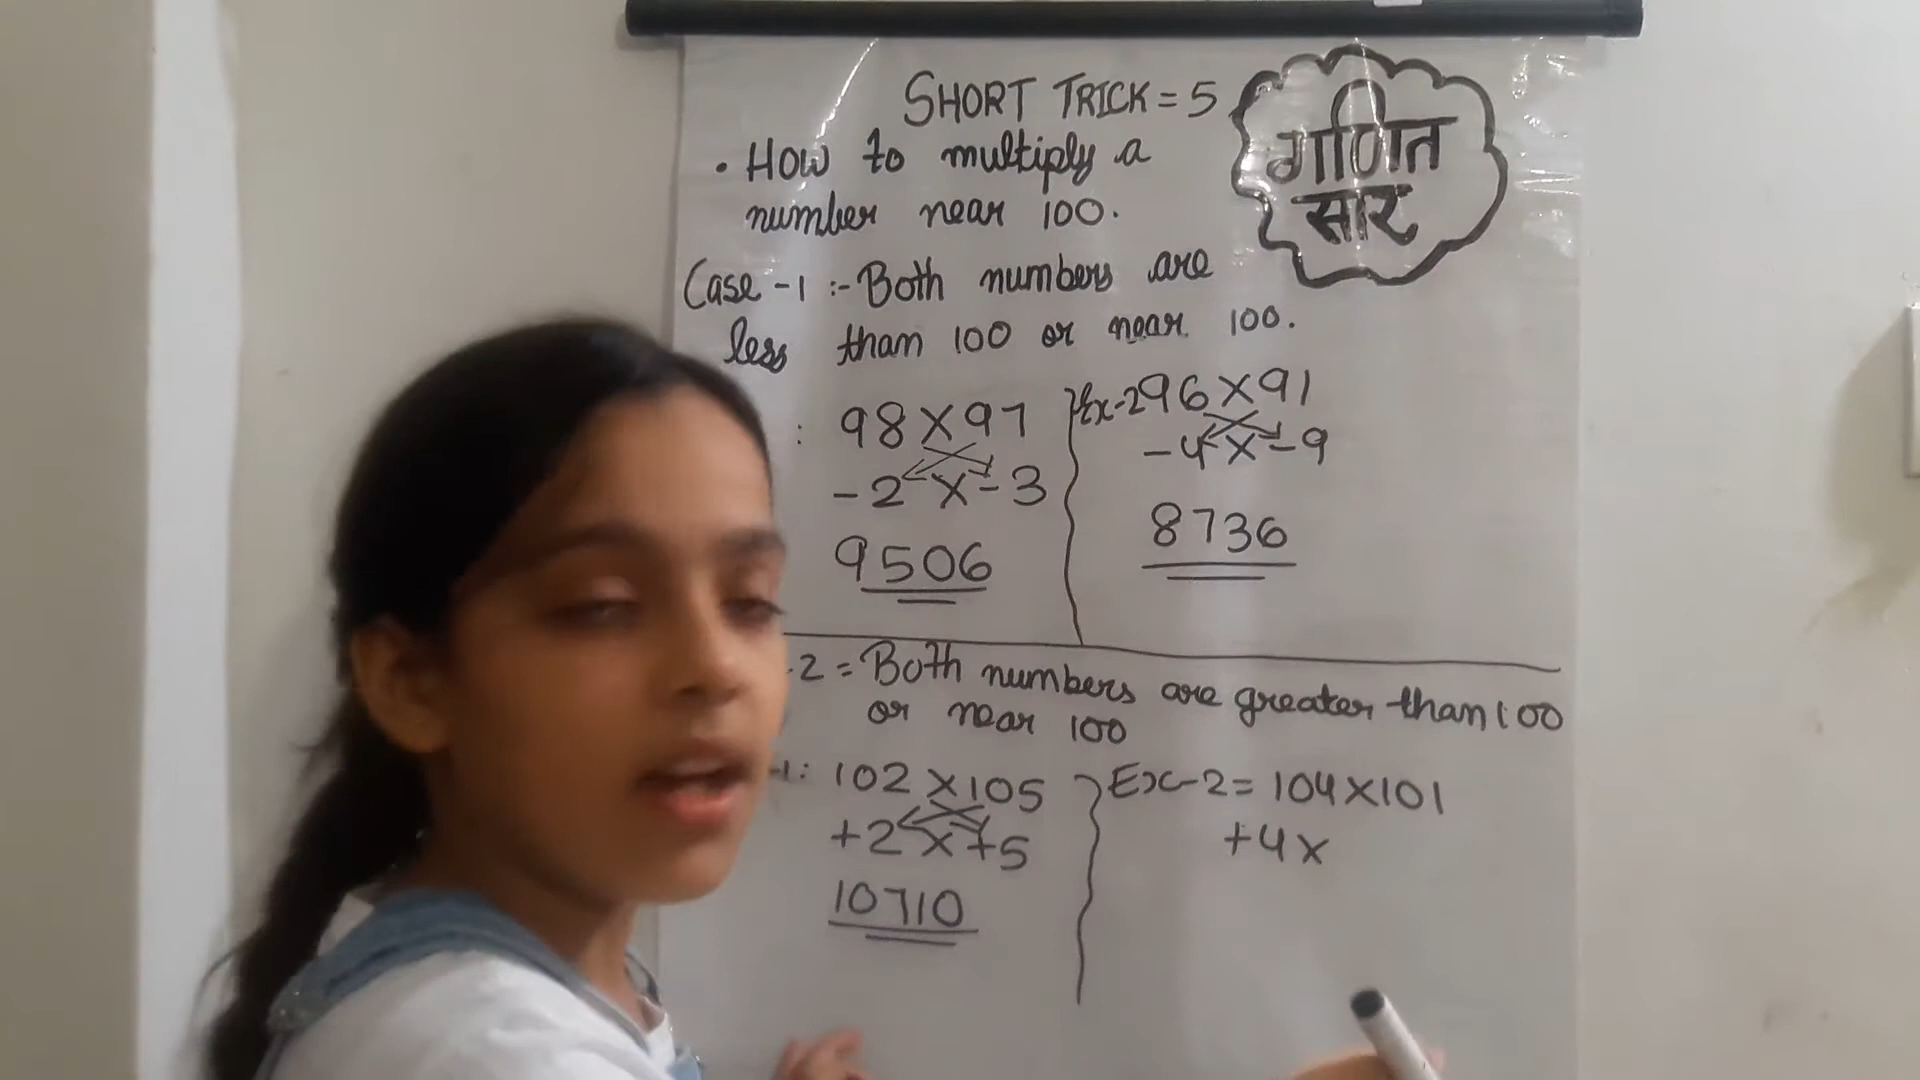 SHORT TRICK = 5
गणित
सार
• HOW to multiply a
number near 100.
Case -1 :- Both numbers are
less than 100 or near 100.
: 98 X 97
-2 X -3
9506
Ex-2 96 X 91
-4 X -9
8736
-2 = Both numbers are greater than 100
or near 100
-1: 102 X 105
+2 X +5
10710
Ex-2 = 104 X 101
+4 X